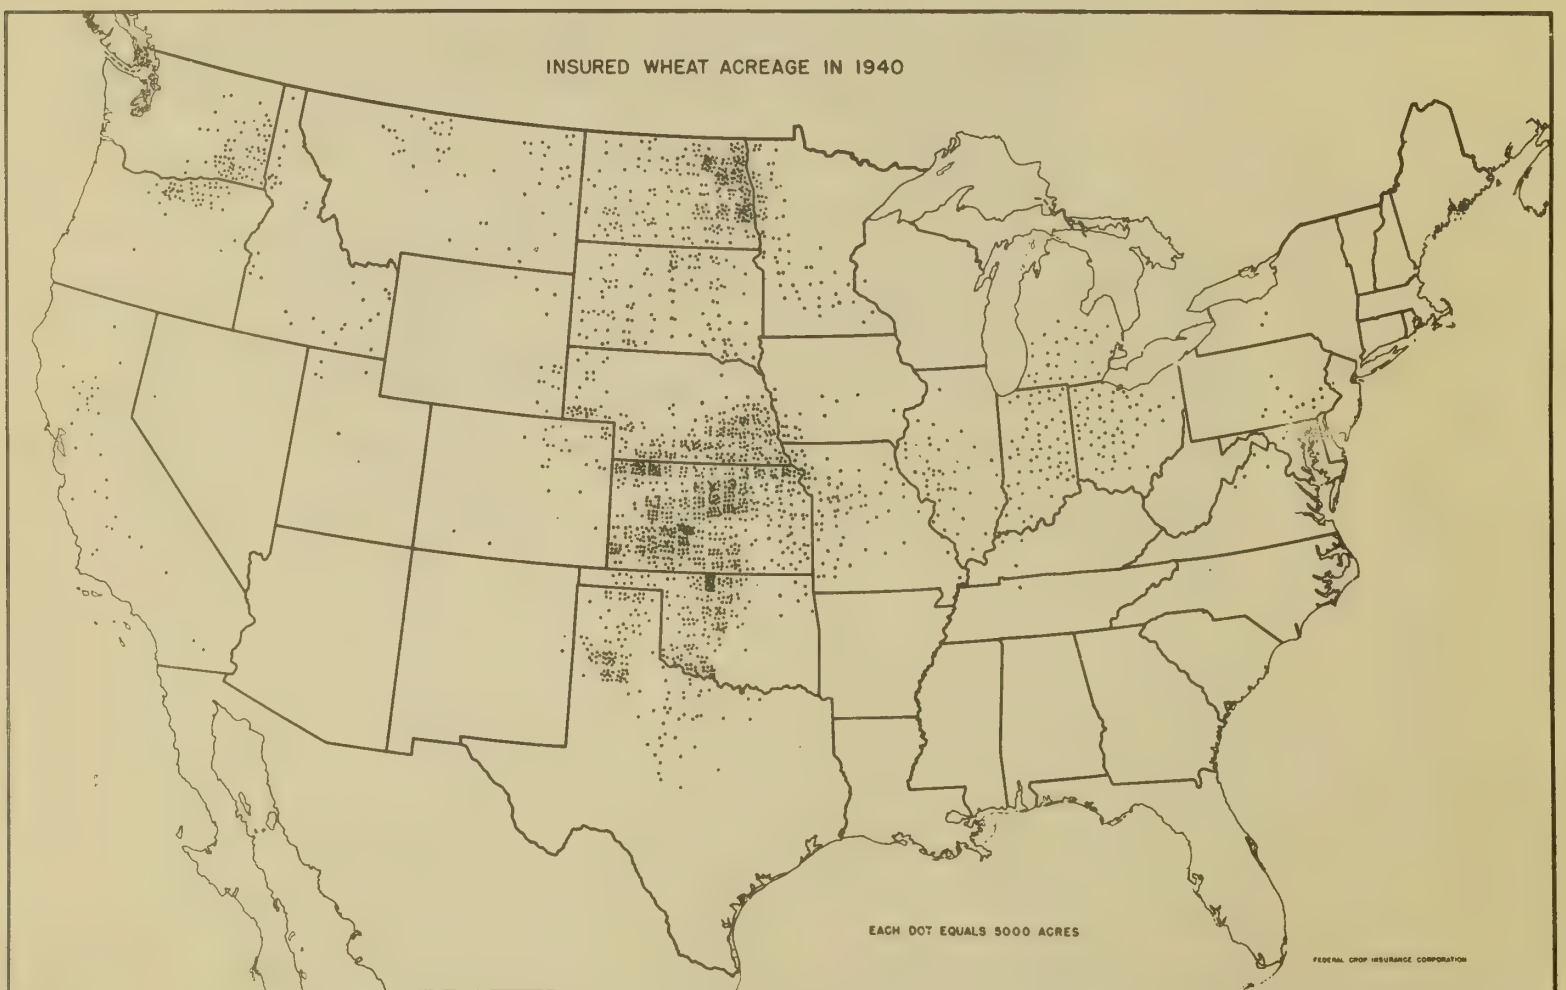 INSURED WHEAT ACREAGE IN 1940
EACH DOT EQUALS 5000 ACRES
FEDERAL CROP INSURANCE CORPORATION